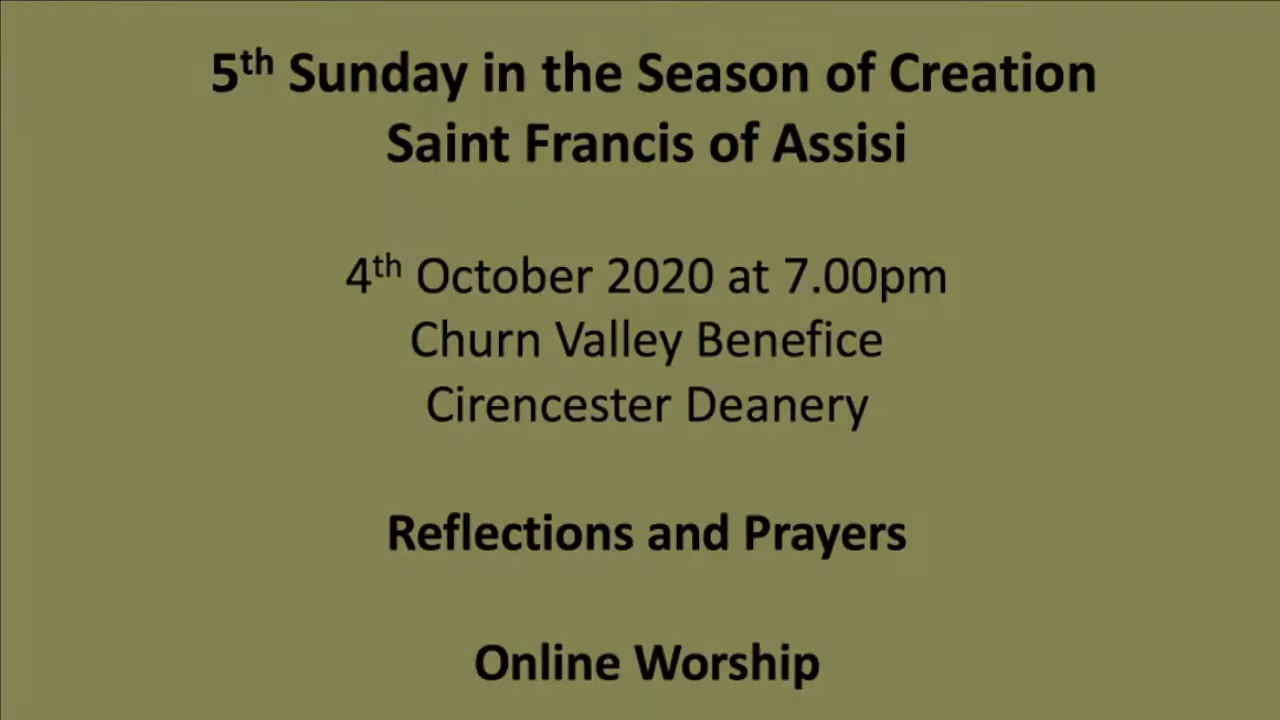 5th Sunday in the Season of Creation
Saint Francis of Assisi
4th October 2020 at 7.00pm
Churn Valley Benefice
Cirencester Deanery
Reflections and Prayers
Online Worship